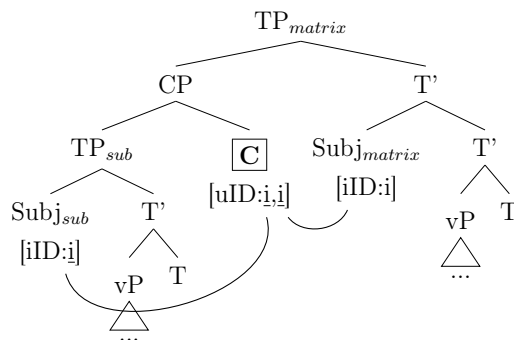 TP_matrix
CP T'
TP_sub C Subj_matrix T'
[uID:i,i] [iID:i]
Subj_sub T' vP T
[iID:i] vP T ...
...